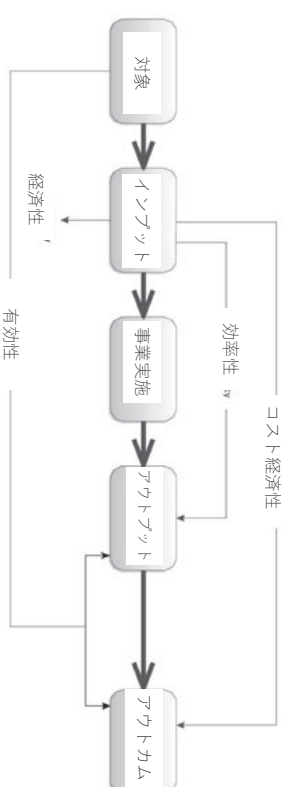 対象
インプット
事業実施
アウトプット
アウトカム
経済性
効率性
コスト経済性
有効性